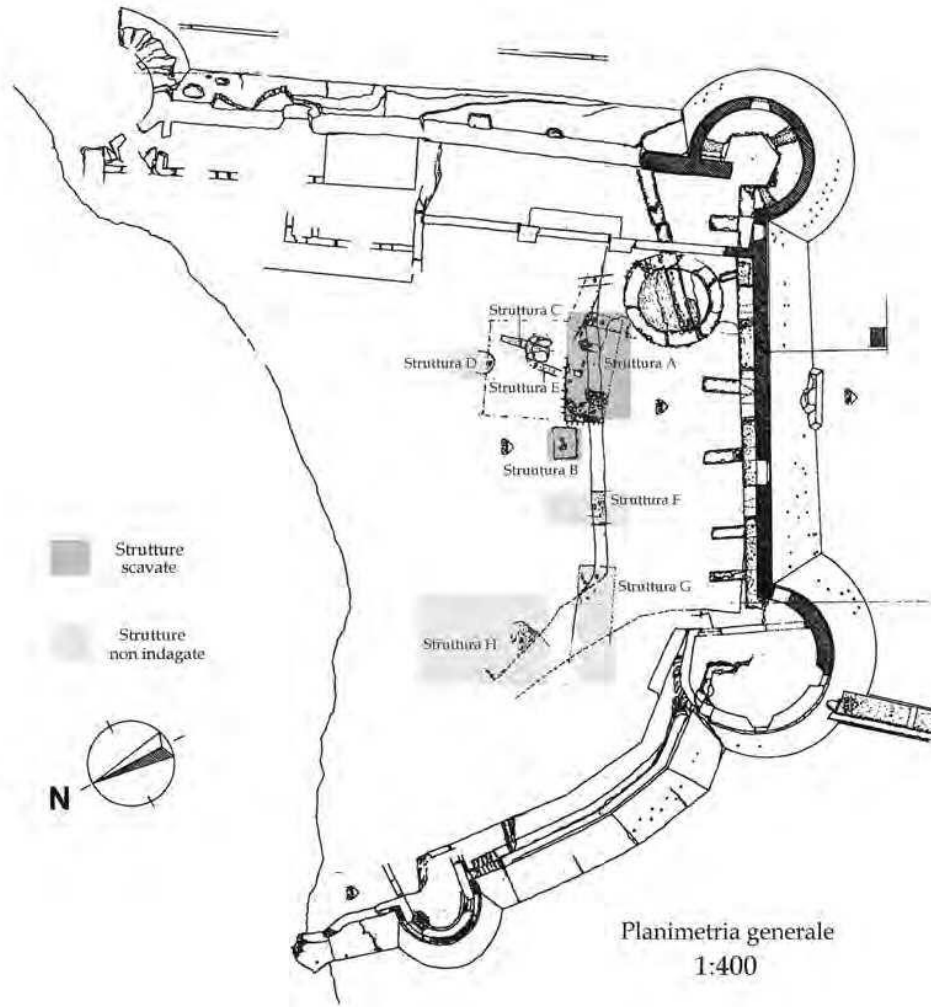 Struttura C
Struttura D
Struttura A
Struttura E
Struttura B
Struttura F
Strutture
scavate
Struttura G
Strutture
non indagate
Struttura H
N
Planimetria generale
1:400